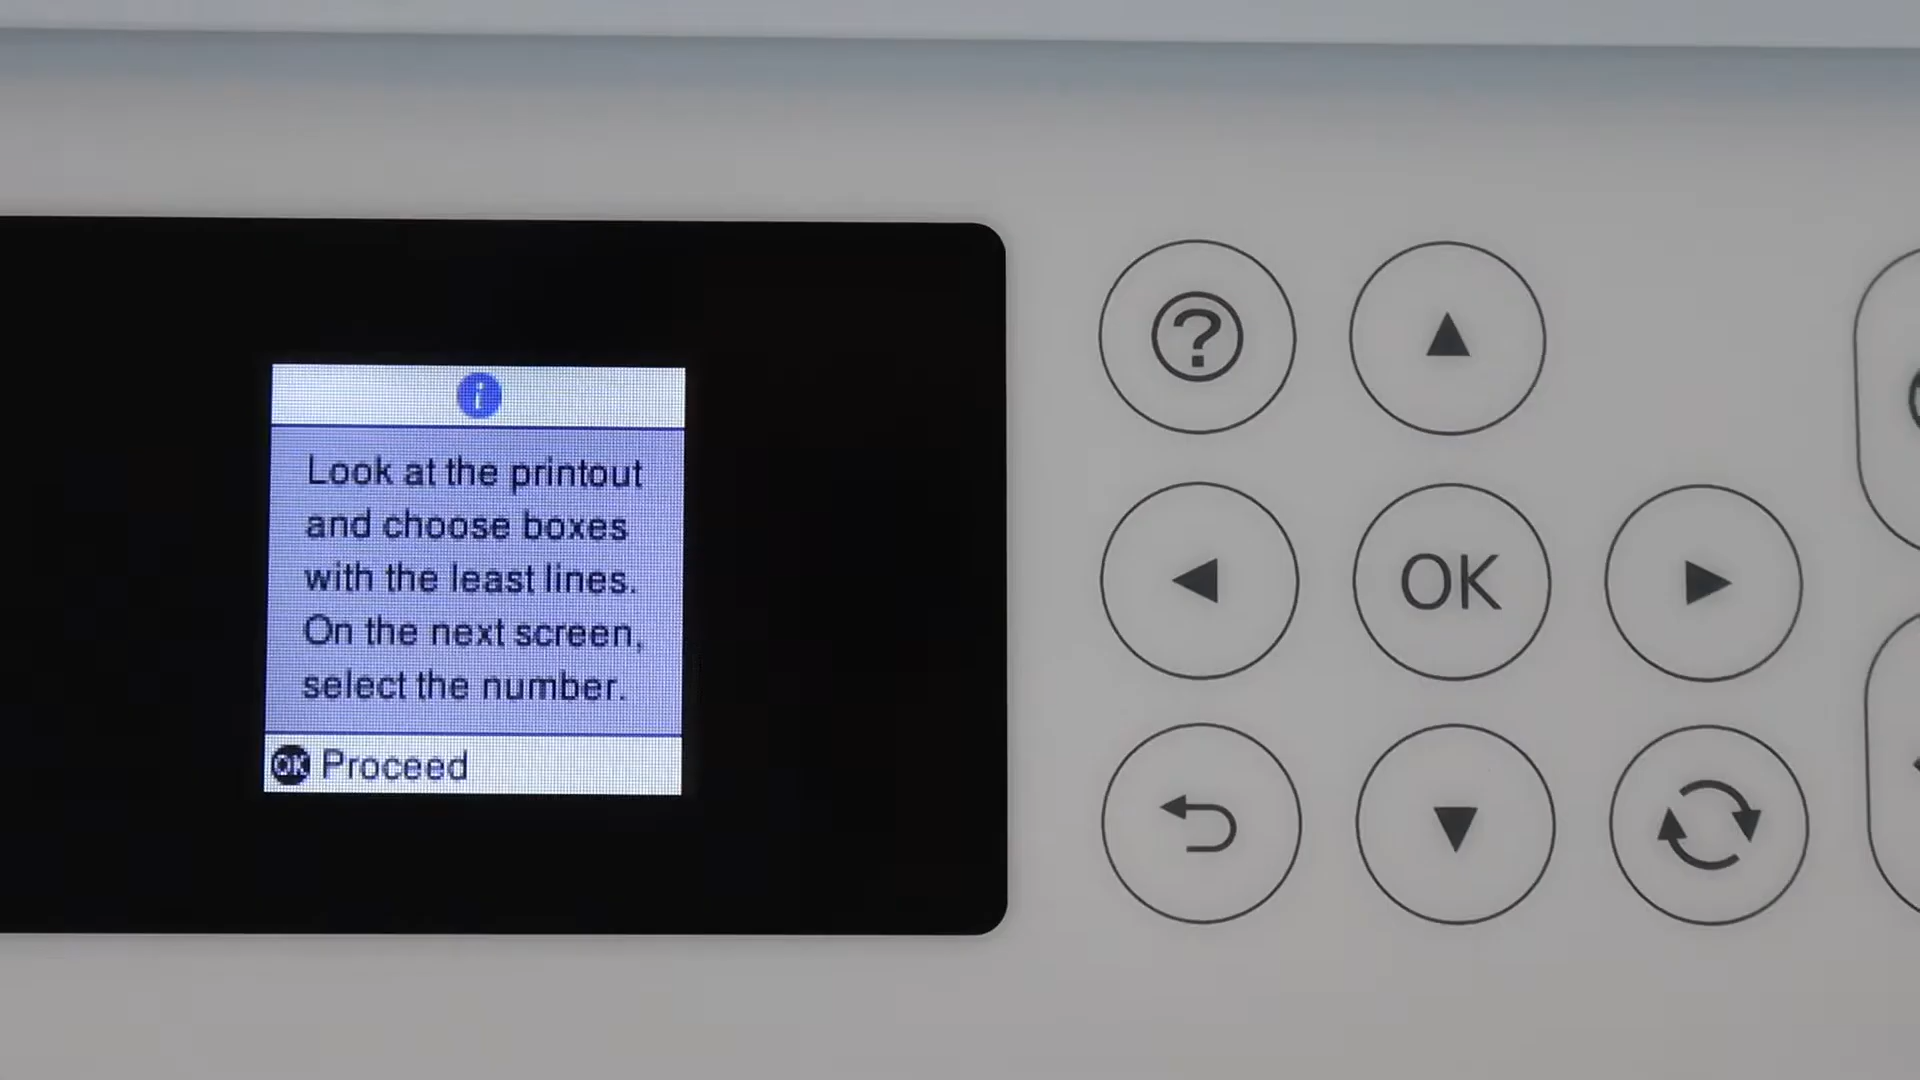 i
Look at the printout
and choose boxes
with the least lines.
On the next screen,
select the number.
OK Proceed
?
OK